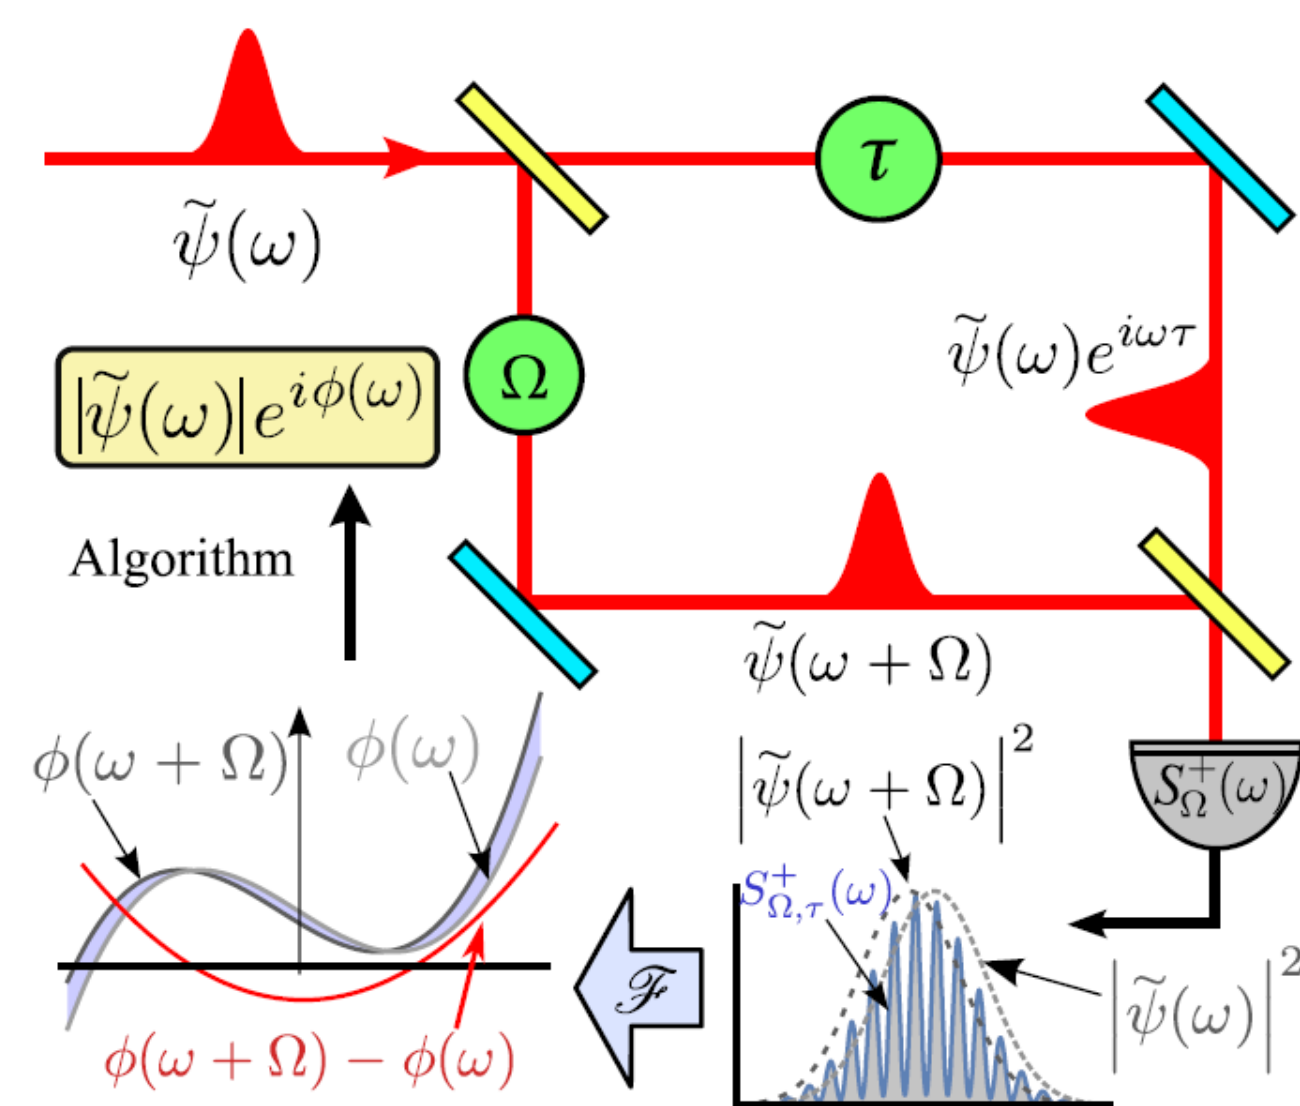 τ
ψ̃(ω)
ψ̃(ω)e^{iωτ}
Ω
|ψ̃(ω)|e^{iϕ(ω)}
Algorithm
ψ̃(ω + Ω)
ϕ(ω + Ω)
ϕ(ω)
|ψ̃(ω + Ω)|²
S_Ω^+(ω)
S_{Ω,τ}^+(ω)
ℱ
|ψ̃(ω)|²
ϕ(ω + Ω) − ϕ(ω)